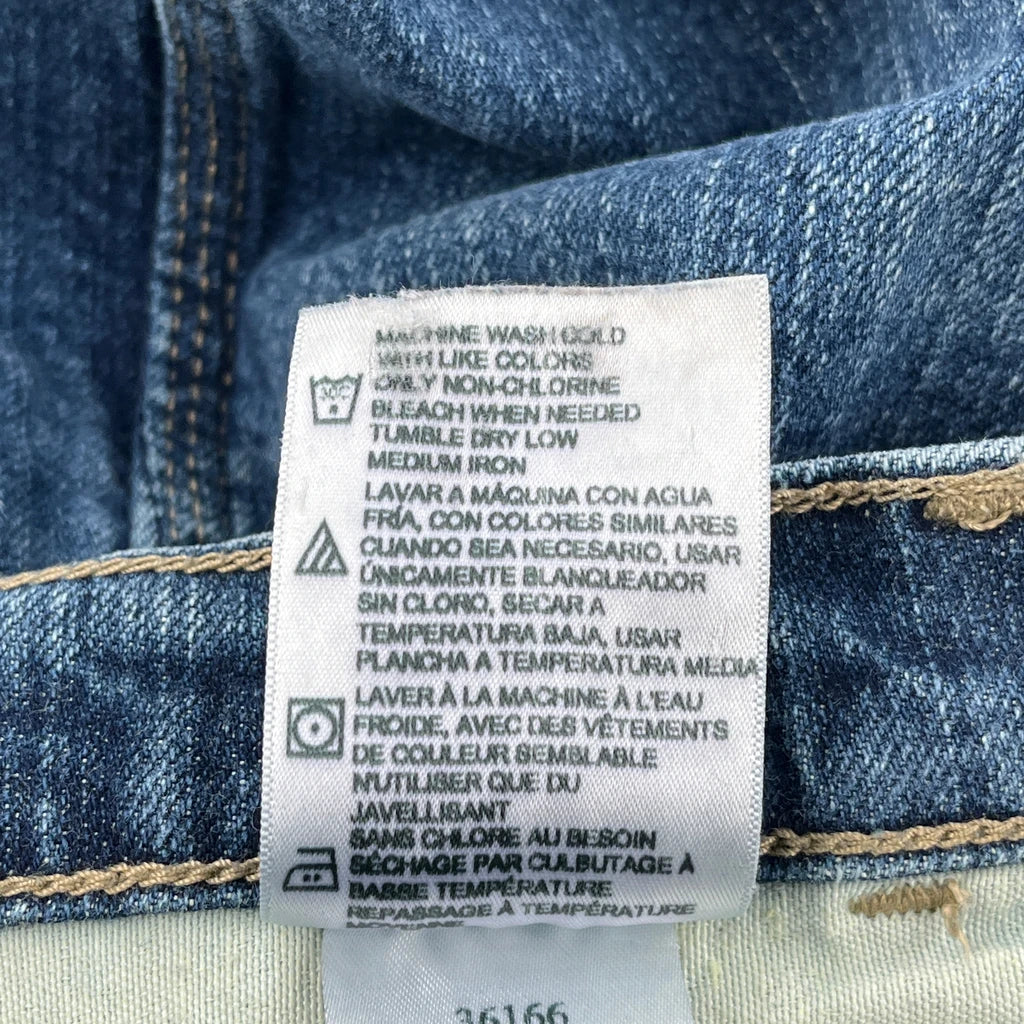 MACHINE WASH COLD
WITH LIKE COLORS
ONLY NON-CHLORINE
BLEACH WHEN NEEDED
TUMBLE DRY LOW
MEDIUM IRON
30C
LAVAR A MÁQUINA CON AGUA
FRÍA, CON COLORES SIMILARES
CUANDO SEA NECESARIO, USAR
ÚNICAMENTE BLANQUEADOR
SIN CLORO, SECAR A
TEMPERATURA BAJA, USAR
PLANCHA A TEMPERATURA MEDIA
LAVER À LA MACHINE À L'EAU
FROIDE, AVEC DES VÊTEMENTS
DE COULEUR SEMBLABLE
N'UTILISER QUE DU
JAVELLISANT
SANS CHLORE AU BESOIN
SÉCHAGE PAR CULBUTAGE À
BASSE TEMPÉRATURE
REPASSAGE À TEMPÉRATURE
MOYENNE
36166